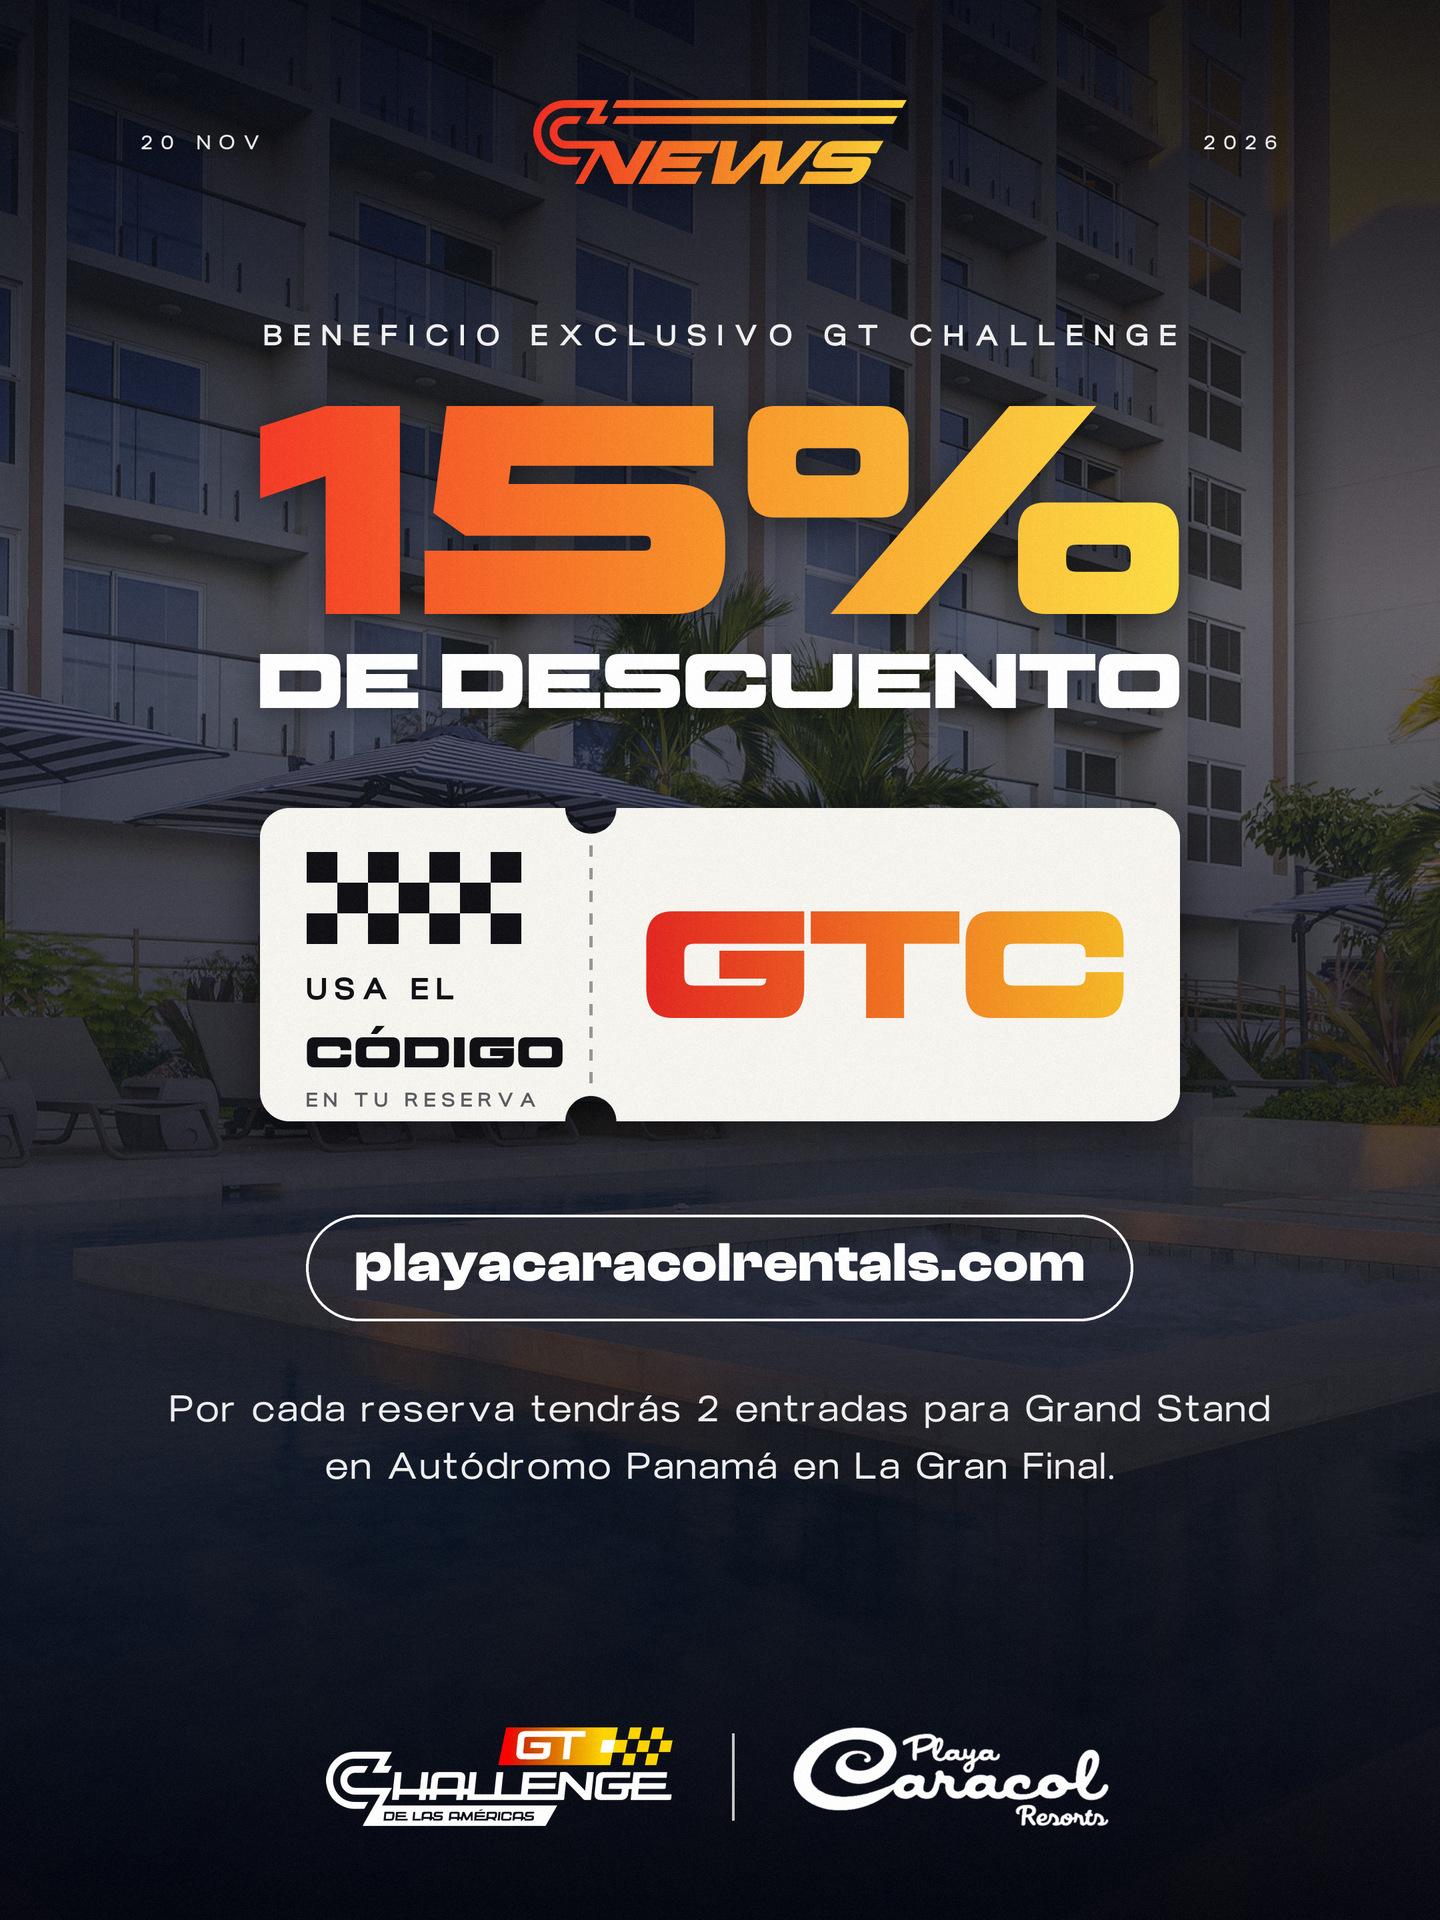 20 NOV
NEWS
2026
BENEFICIO EXCLUSIVO GT CHALLENGE
15%
DE DESCUENTO
USA EL
CÓDIGO
EN TU RESERVA
GTC
playacaracolrentals.com
Por cada reserva tendrás 2 entradas para Grand Stand
en Autódromo Panamá en La Gran Final.
GT
CHALLENGE
DE LAS AMÉRICAS
Playa
Caracol
Resorts